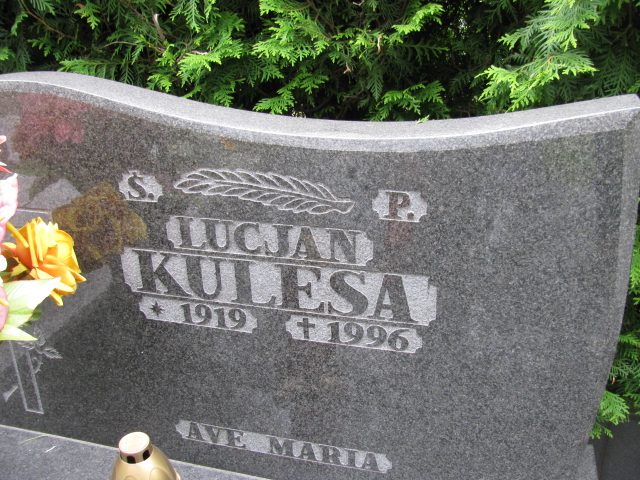 S. P.
LUCJAN
KULESA
* 1919 † 1996
AVE MARIA